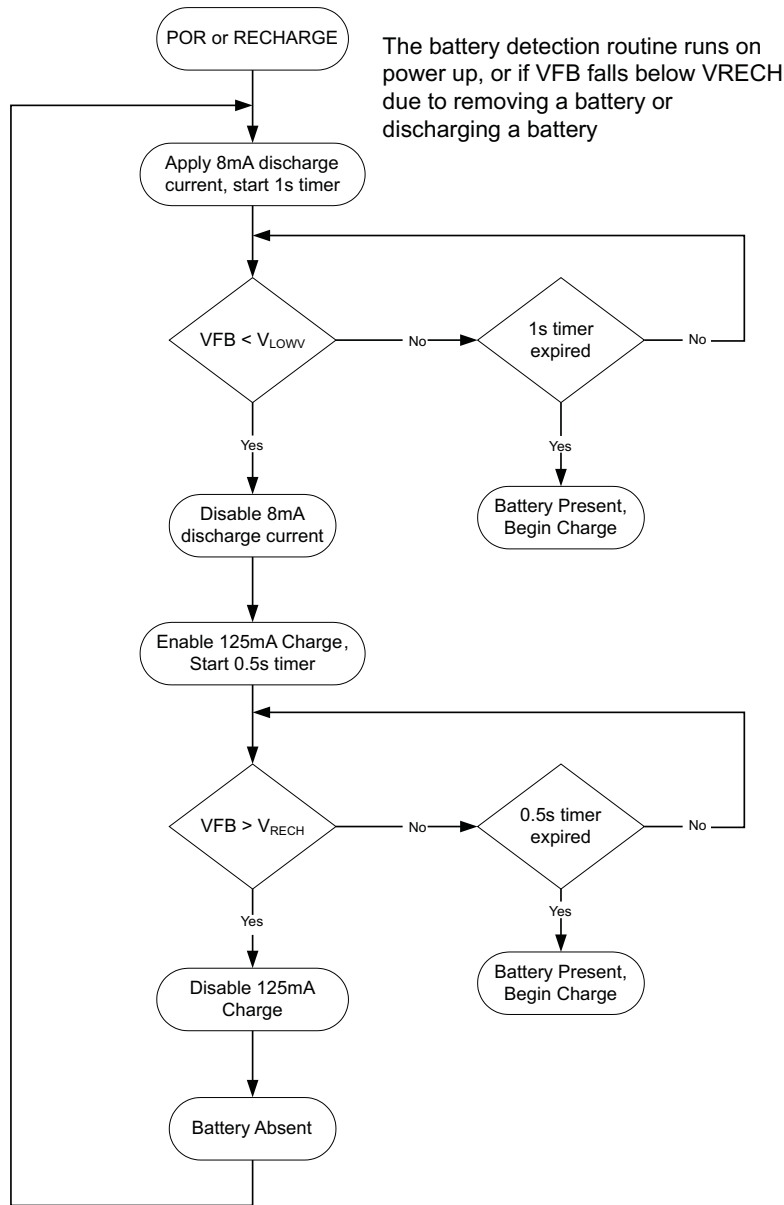 POR or RECHARGE
The battery detection routine runs on
power up, or if VFB falls below VRECH
due to removing a battery or
discharging a battery
Apply 8mA discharge
current, start 1s timer
VFB < VLOWV
No
1s timer
expired
No
Yes
Yes
Disable 8mA
discharge current
Battery Present,
Begin Charge
Enable 125mA Charge,
Start 0.5s timer
VFB > VRECH
No
0.5s timer
expired
No
Yes
Yes
Disable 125mA
Charge
Battery Present,
Begin Charge
Battery Absent